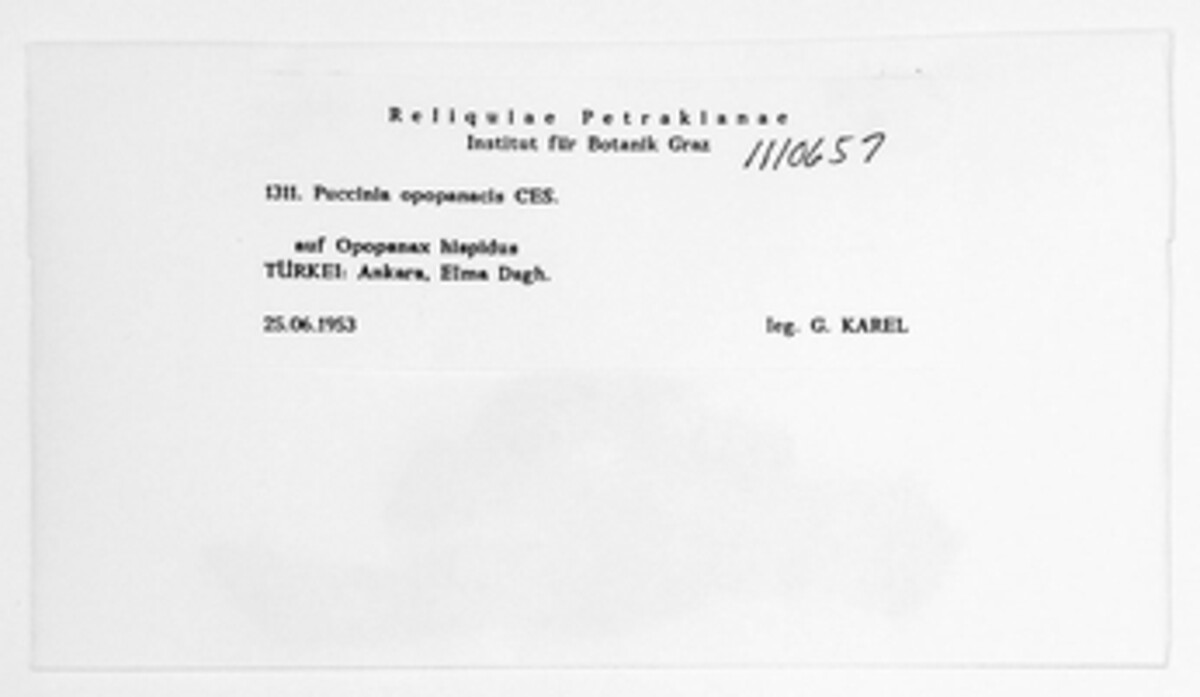 Reliquiae Petrakianae
Institut für Botanik Graz
1110657
1311. Puccinia opopanacis CES.
auf Opopanax hispidus
TÜRKEI: Ankara, Elma Dagh.
25.06.1953
leg. G. KAREL